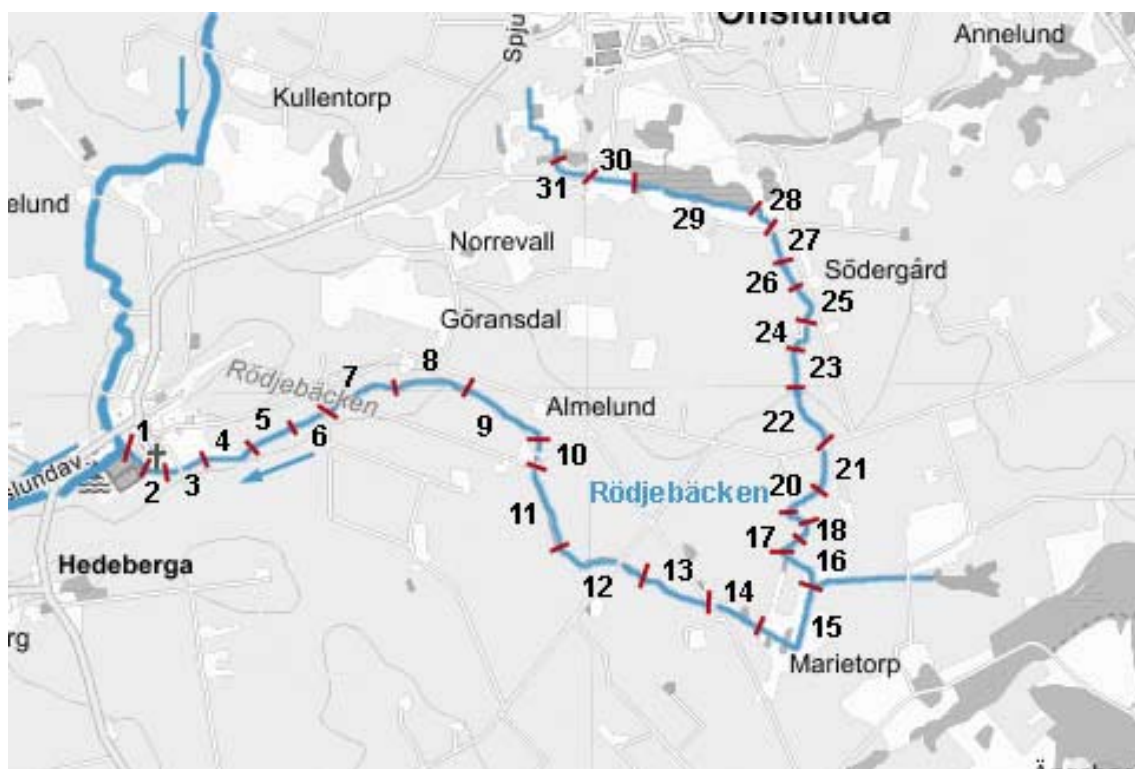 Onslunda
Spju
Annelund
Kullentorp
30
31
28
29
elund
27
Norrevall
Södergård
26
25
Göransdal
24
8
23
7
Rödjebäcken
Almelund
9
22
5
6
1
4
10
slundav...
2
3
21
Rödjebäcken
20
11
18
17
Hedeberga
16
13
12
14
15
rg
Marietorp